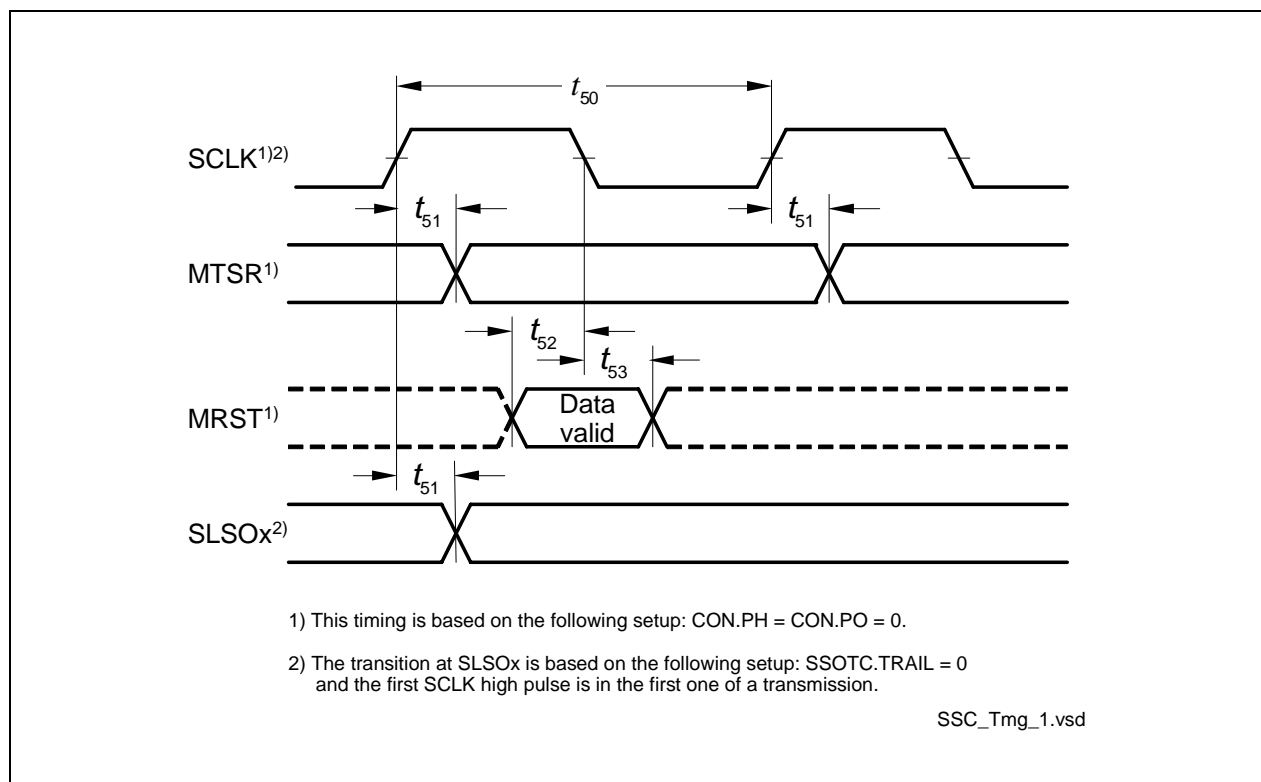 t50
SCLK1)2)
t51
t51
MTSR1)
t52
t53
MRST1)
Data
valid
t51
SLSOx2)
1) This timing is based on the following setup: CON.PH = CON.PO = 0.
2) The transition at SLSOx is based on the following setup: SSOTC.TRAIL = 0
and the first SCLK high pulse is in the first one of a transmission.
SSC_Tmg_1.vsd